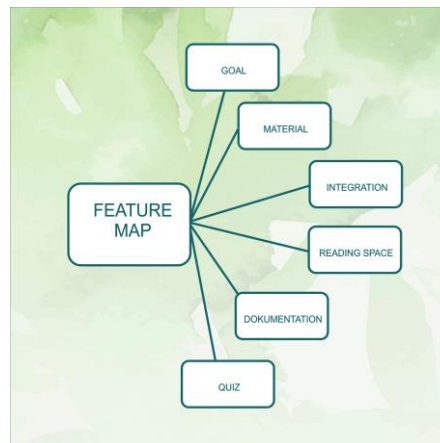 GOAL
MATERIAL
INTEGRATION
FEATURE
MAP
READING SPACE
DOKUMENTATION
QUIZ